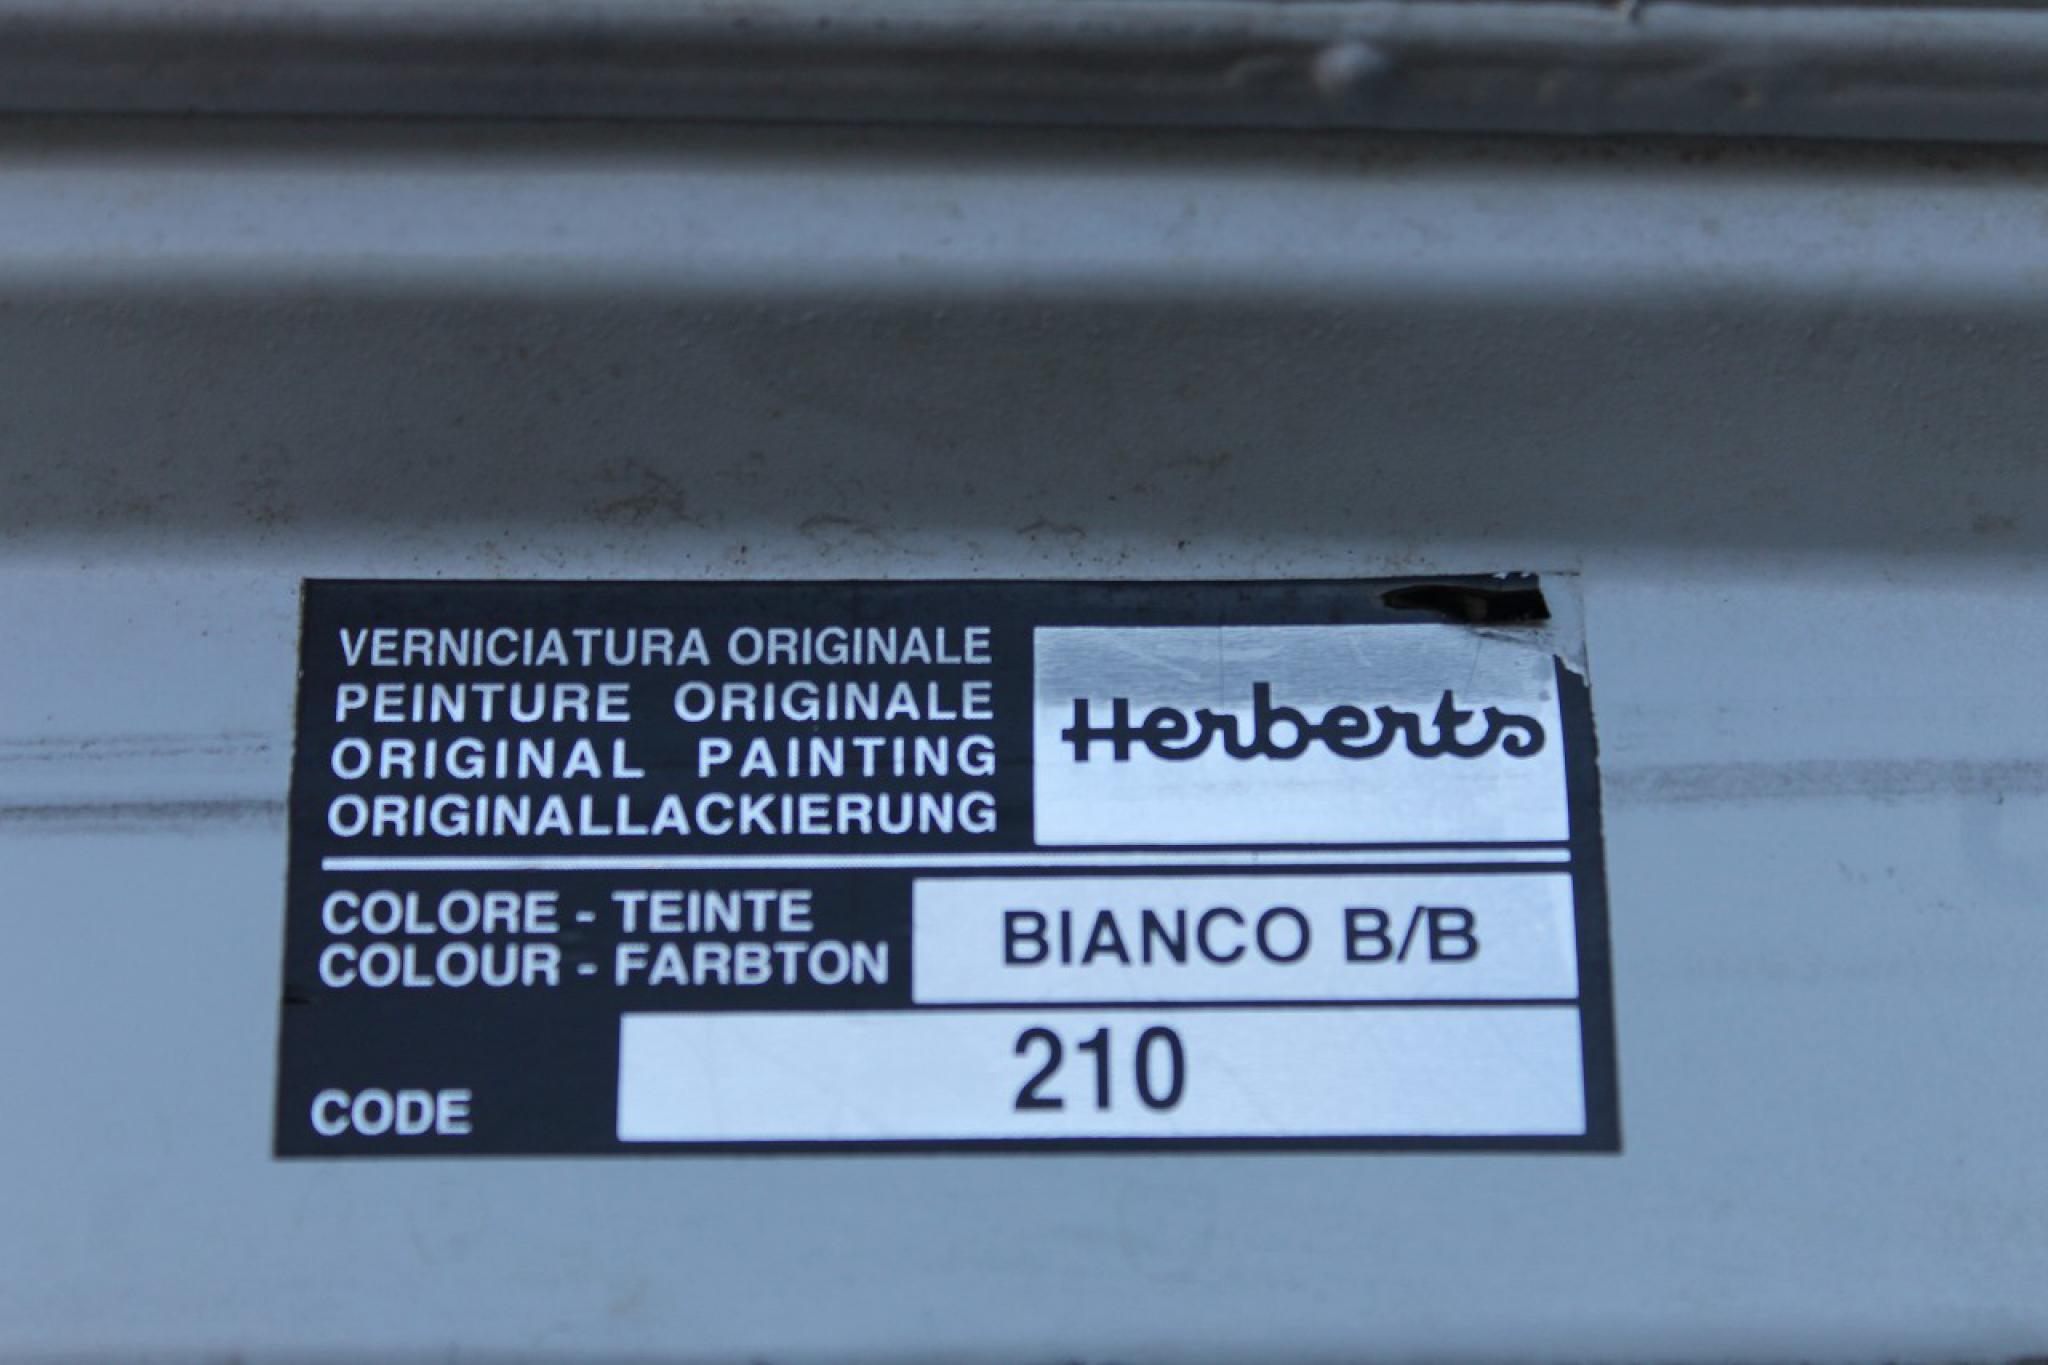 VERNICIATURA ORIGINALE
PEINTURE ORIGINALE
ORIGINAL PAINTING
ORIGINALLACKIERUNG
Herberts
COLORE - TEINTE
COLOUR - FARBTON
BIANCO B/B
CODE
210